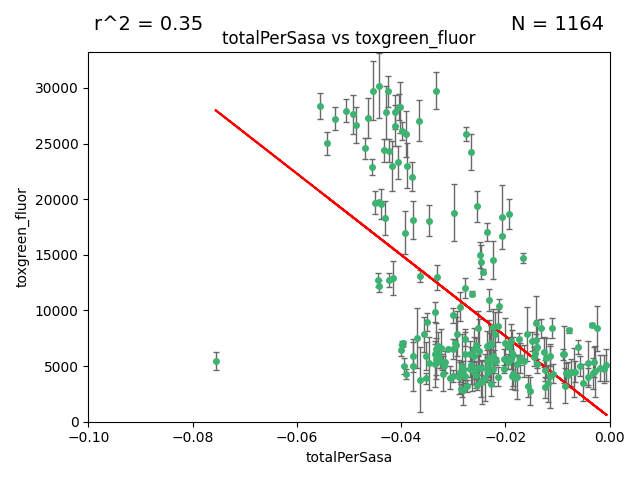 r^2 = 0.35
N = 1164
totalPerSasa vs toxgreen_fluor
30000
25000
20000
15000
10000
5000
0
toxgreen_fluor
−0.10
−0.08
−0.06
−0.04
−0.02
0.00
totalPerSasa